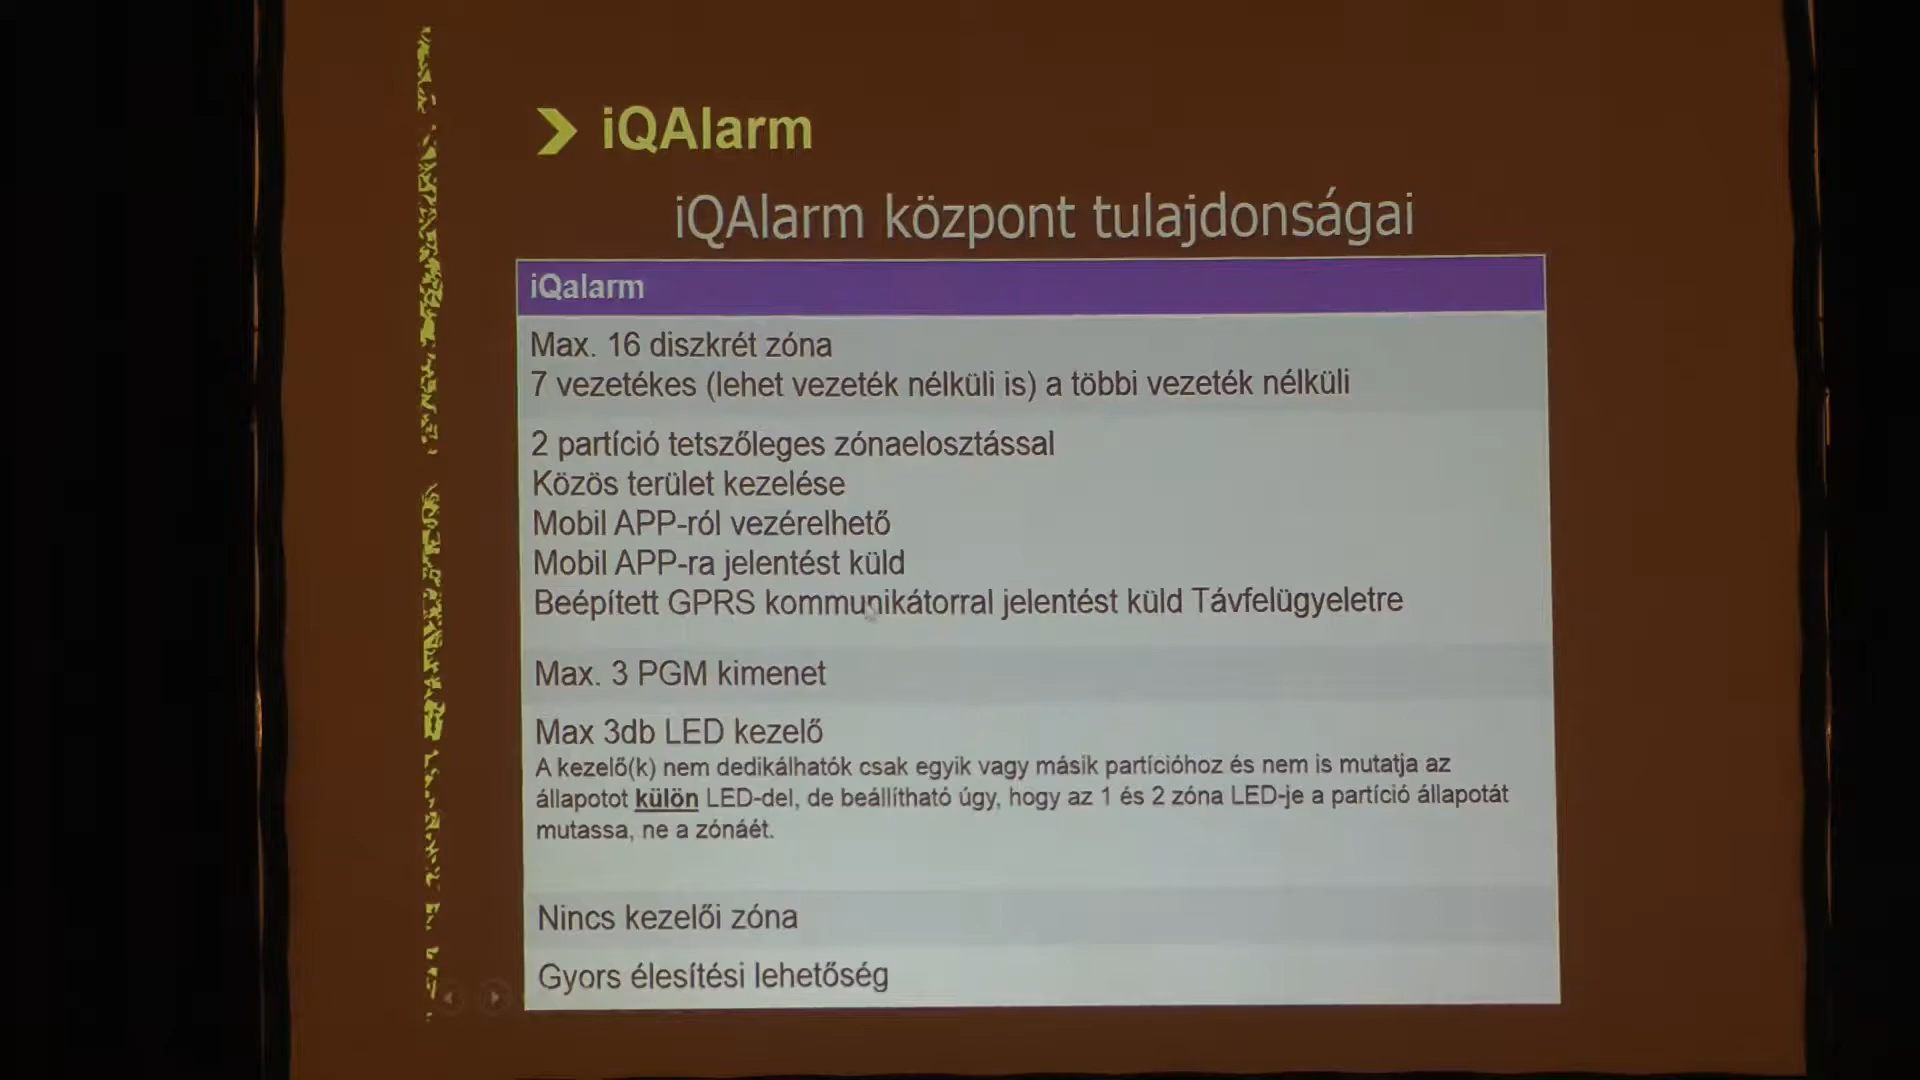 iQAlarm
iQAlarm központ tulajdonságai
iQalarm
Max. 16 diszkrét zóna
7 vezetékes (lehet vezeték nélküli is) a többi vezeték nélküli
2 partíció tetszőleges zónaelosztással
Közös terület kezelése
Mobil APP-ról vezérelhető
Mobil APP-ra jelentést küld
Beépített GPRS kommunikátorral jelentést küld Távfelügyeletre
Max. 3 PGM kimenet
Max 3db LED kezelő
A kezelő(k) nem dedikálhatók csak egyik vagy másik partícióhoz és nem is mutatja az
állapotot külön LED-del, de beállítható úgy, hogy az 1 és 2 zóna LED-je a partíció állapotát
mutassa, ne a zónáét.
Nincs kezelői zóna
Gyors élesítési lehetőség